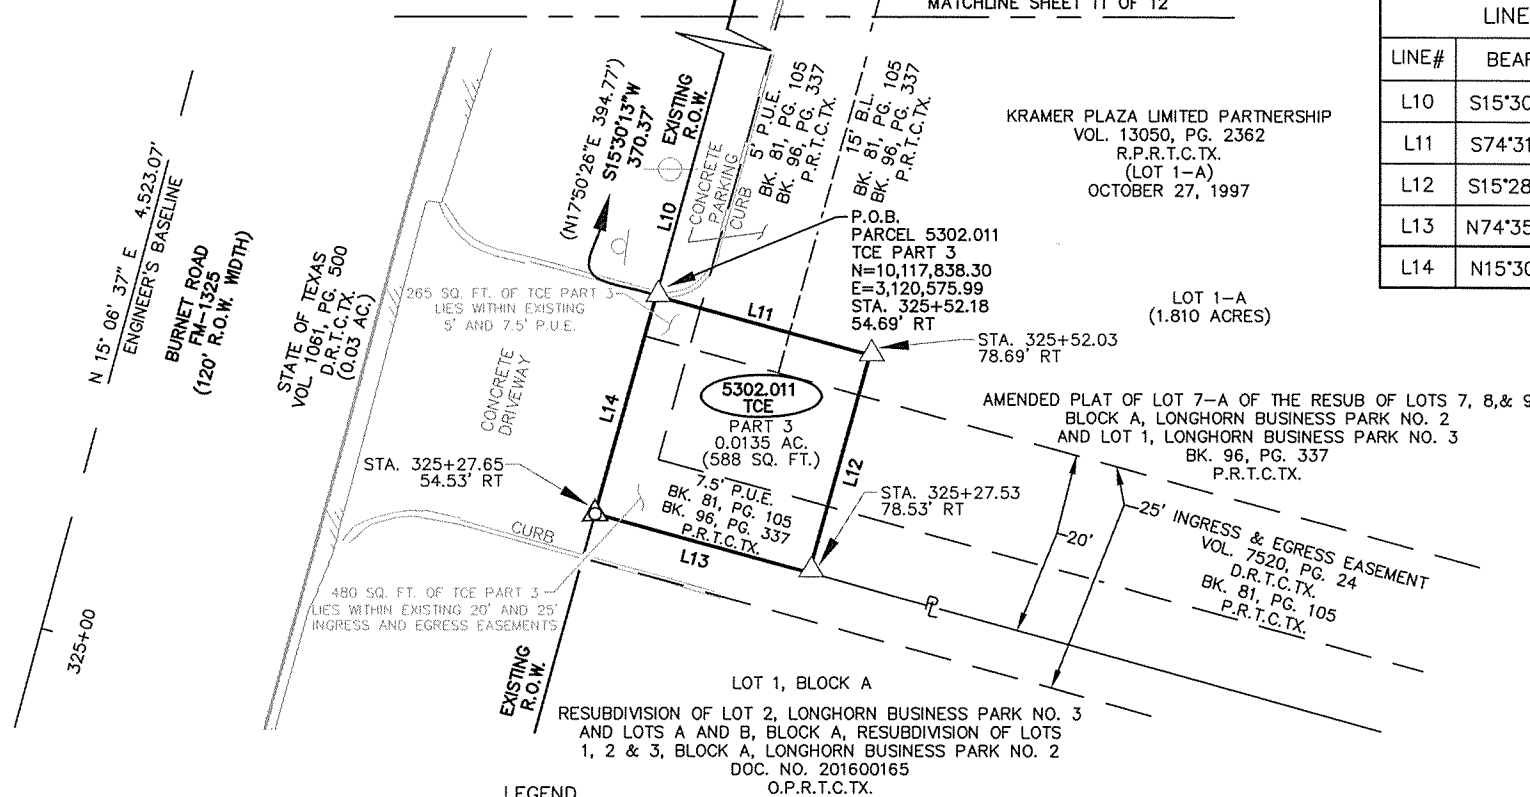 MATCHLINE SHEET 11 OF 12
LINE
LINE#
L10
S15°30
L11
S74°31
L12
S15°28
L13
N74°35
L14
N15°30
N 15° 06' 37" E 4,523.07'
ENGINEER'S BASELINE
BURNET ROAD
FM-1325
(120' R.O.W. WIDTH)
STATE OF TEXAS
VOL 1061, PG. 500
D.R.T.C.TX.
(0.03 AC.)
(N17°50'26"E 394.77')
S15°30'13"W
370.37'
EXISTING
R.O.W.
L10
CONCRETE
PARKING
CURB
5' P.U.E.
BK. 81, PG. 105
BK. 96, PG. 337
P.R.T.C.TX.
15' B.L.
BK. 81, PG. 105
BK. 96, PG. 337
P.R.T.C.TX.
KRAMER PLAZA LIMITED PARTNERSHIP
VOL. 13050, PG. 2362
R.P.R.T.C.TX.
(LOT 1-A)
OCTOBER 27, 1997
P.O.B.
PARCEL 5302.011
TCE PART 3
N=10,117,838.30
E=3,120,575.99
STA. 325+52.18
54.69' RT
265 SQ. FT. OF TCE PART 3
LIES WITHIN EXISTING
5' AND 7.5' P.U.E.
L11
LOT 1-A
(1.810 ACRES)
STA. 325+52.03
78.69' RT
CONCRETE
DRIVEWAY
L14
5302.011
TCE
PART 3
0.0135 AC.
(588 SQ. FT.)
L12
AMENDED PLAT OF LOT 7-A OF THE RESUB OF LOTS 7, 8,& 9
BLOCK A, LONGHORN BUSINESS PARK NO. 2
AND LOT 1, LONGHORN BUSINESS PARK NO. 3
BK. 96, PG. 337
P.R.T.C.TX.
STA. 325+27.65
54.53' RT
7.5' P.U.E.
BK. 81, PG. 105
BK. 96, PG. 337
P.R.T.C.TX.
STA. 325+27.53
78.53' RT
CURB
L13
20'
25' INGRESS & EGRESS EASEMENT
VOL. 7520, PG. 24
D.R.T.C.TX.
BK. 81, PG. 105
P.R.T.C.TX.
480 SQ. FT. OF TCE PART 3
LIES WITHIN EXISTING 20' AND 25'
INGRESS AND EGRESS EASEMENTS
PL
325+00
EXISTING
R.O.W.
LOT 1, BLOCK A
RESUBDIVISION OF LOT 2, LONGHORN BUSINESS PARK NO. 3
AND LOTS A AND B, BLOCK A, RESUBDIVISION OF LOTS
1, 2 & 3, BLOCK A, LONGHORN BUSINESS PARK NO. 2
DOC. NO. 201600165
O.P.R.T.C.TX.
LEGEND